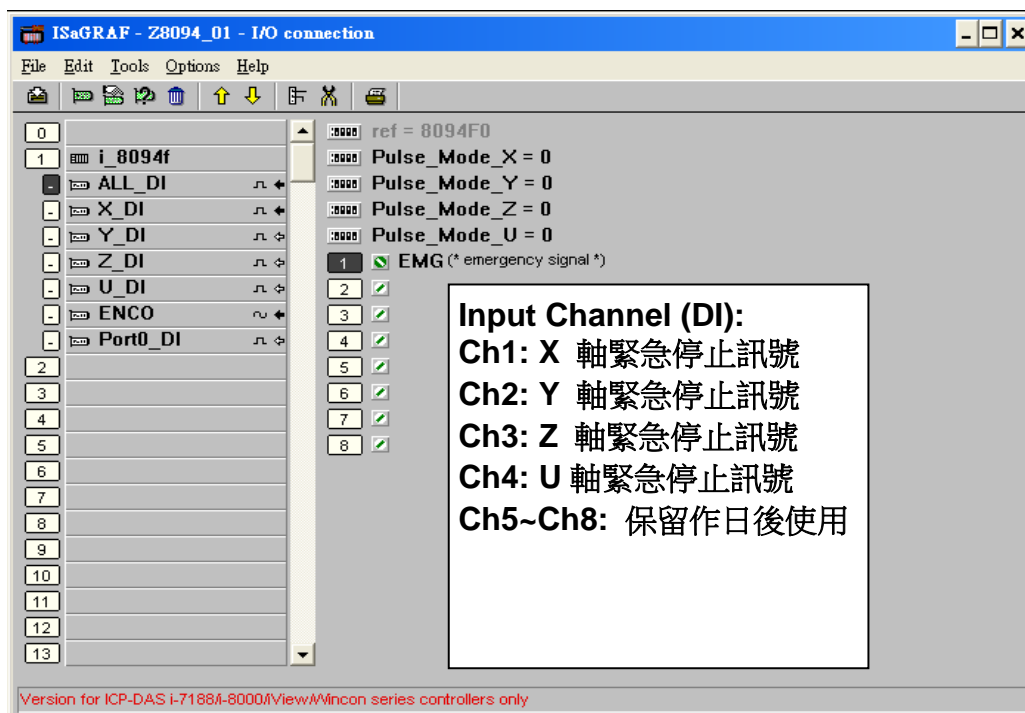 ISaGRAF - Z8094_01 - I/O connection
File Edit Tools Options Help
0
1 i_8094f
- ALL_DI
- X_DI
- Y_DI
- Z_DI
- U_DI
- ENCO
- Port0_DI
2
3
4
5
6
7
8
9
10
11
12
13
ref = 8094F0
Pulse_Mode_X = 0
Pulse_Mode_Y = 0
Pulse_Mode_Z = 0
Pulse_Mode_U = 0
1 EMG (* emergency signal *)
2
3
4
5
6
7
8
Input Channel (DI):
Ch1: X 軸緊急停止訊號
Ch2: Y 軸緊急停止訊號
Ch3: Z 軸緊急停止訊號
Ch4: U 軸緊急停止訊號
Ch5~Ch8: 保留作日後使用
Version for ICP-DAS i-7188/i-8000/iView/Wincon series controllers only